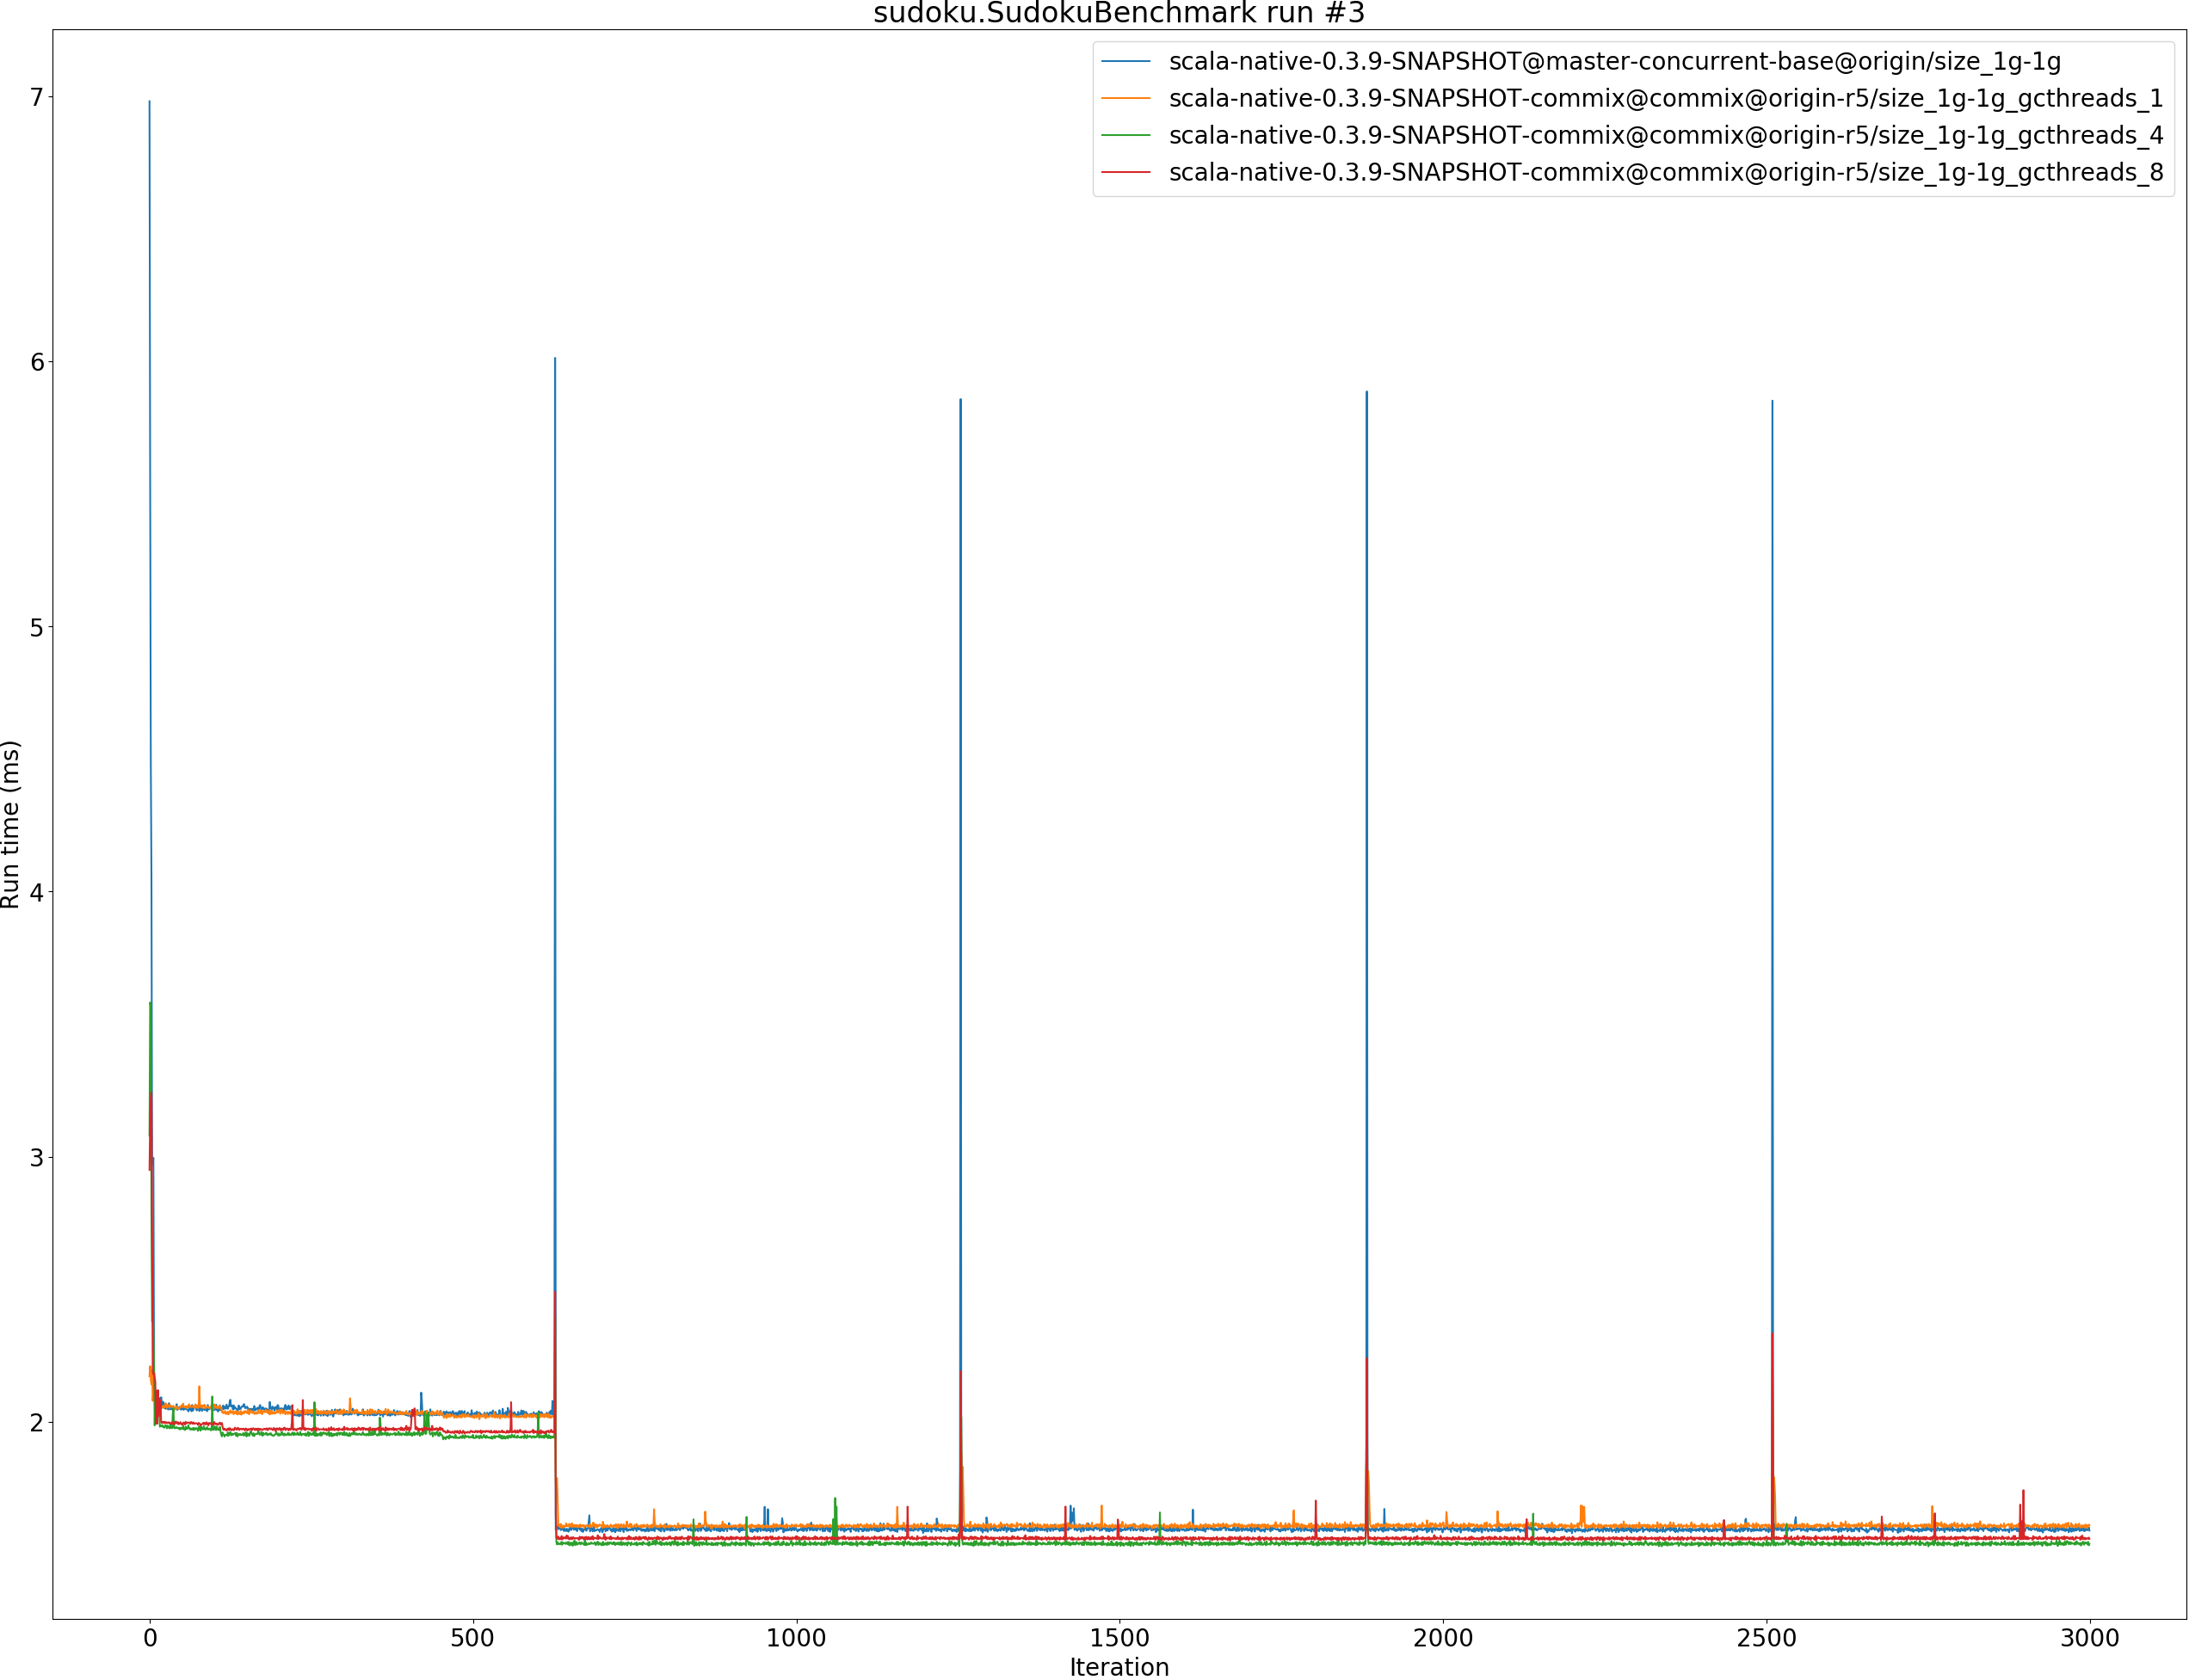 sudoku.SudokuBenchmark run #3
scala-native-0.3.9-SNAPSHOT@master-concurrent-base@origin/size_1g-1g
scala-native-0.3.9-SNAPSHOT-commix@commix@origin-r5/size_1g-1g_gcthreads_1
scala-native-0.3.9-SNAPSHOT-commix@commix@origin-r5/size_1g-1g_gcthreads_4
scala-native-0.3.9-SNAPSHOT-commix@commix@origin-r5/size_1g-1g_gcthreads_8
7
6
5
4
3
2
Run time (ms)
0 500 1000 1500 2000 2500 3000
Iteration